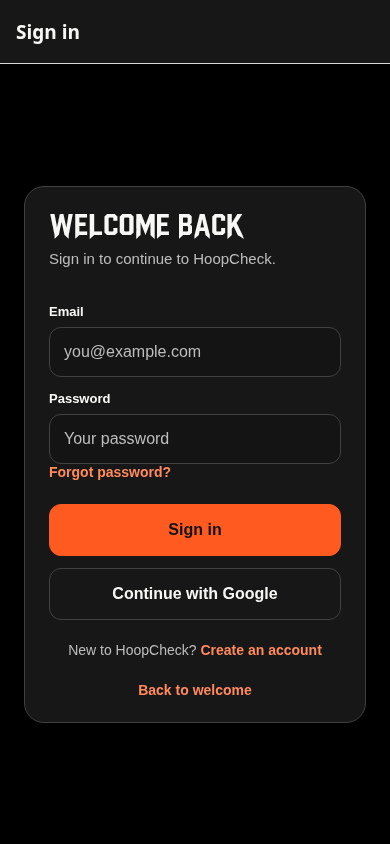 Sign in
WELCOME BACK
Sign in to continue to HoopCheck.
Email
you@example.com
Password
Your password
Forgot password?
Sign in
Continue with Google
New to HoopCheck? Create an account
Back to welcome